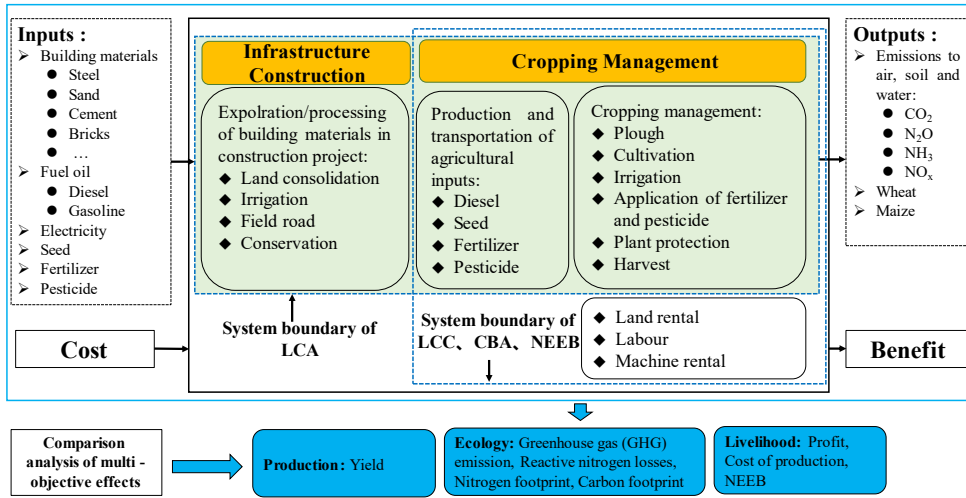 Inputs :
➢ Building materials
● Steel
● Sand
● Cement
● Bricks
● …
➢ Fuel oil
● Diesel
● Gasoline
➢ Electricity
➢ Seed
➢ Fertilizer
➢ Pesticide
Cost
Infrastructure
Construction
Expolration/processing
of building materials in
construction project:
◆ Land consolidation
◆ Irrigation
◆ Field road
◆ Conservation
System boundary of
LCA
Cropping Management
Production and
transportation of
agricultural
inputs:
◆ Diesel
◆ Seed
◆ Fertilizer
◆ Pesticide
Cropping management:
◆ Plough
◆ Cultivation
◆ Irrigation
◆ Application of fertilizer
and pesticide
◆ Plant protection
◆ Harvest
System boundary of
LCC、CBA、NEEB
◆ Land rental
◆ Labour
◆ Machine rental
Outputs :
➢ Emissions to
air, soil and
water:
● CO₂
● N₂O
● NH₃
● NOₓ
➢ Wheat
➢ Maize
Benefit
Comparison
analysis of multi -
objective effects
Production: Yield
Ecology: Greenhouse gas (GHG)
emission, Reactive nitrogen losses,
Nitrogen footprint, Carbon footprint
Livelihood: Profit,
Cost of production,
NEEB